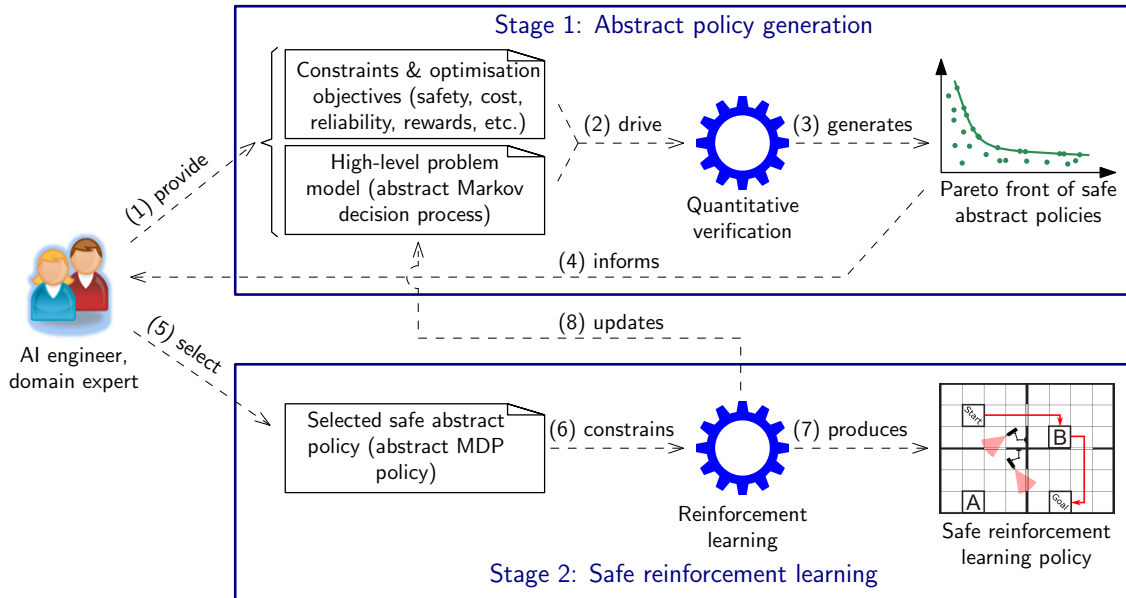 Stage 1: Abstract policy generation
Constraints & optimisation
objectives (safety, cost,
reliability, rewards, etc.)
High-level problem
model (abstract Markov
decision process)
(1) provide
(2) drive
Quantitative
verification
(3) generates
Pareto front of safe
abstract policies
(4) informs
AI engineer,
domain expert
(5) select
(8) updates
Selected safe abstract
policy (abstract MDP
policy)
(6) constrains
Reinforcement
learning
(7) produces
Start
B
A
Goal
Safe reinforcement
learning policy
Stage 2: Safe reinforcement learning